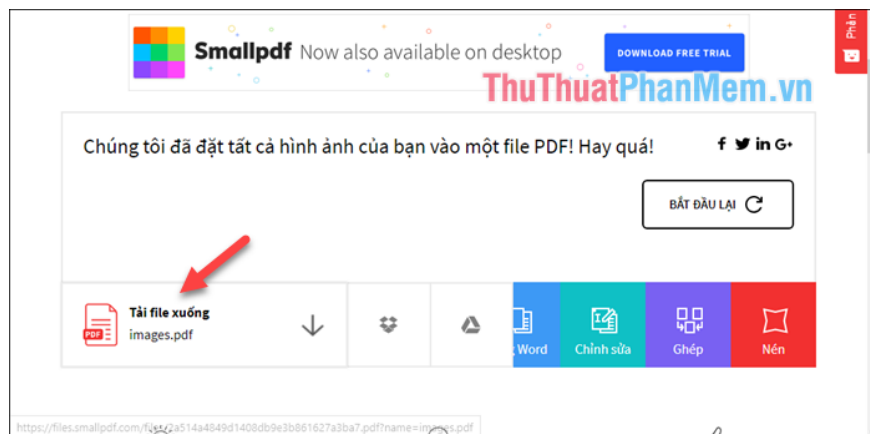 Smallpdf Now also available on desktop
DOWNLOAD FREE TRIAL
Phản
ThuThuatPhanMem.vn
Chúng tôi đã đặt tất cả hình ảnh của bạn vào một file PDF! Hay quá!
BẮT ĐẦU LẠI
Tải file xuống
PDF
images.pdf
Word
Chỉnh sửa
Ghép
Nén